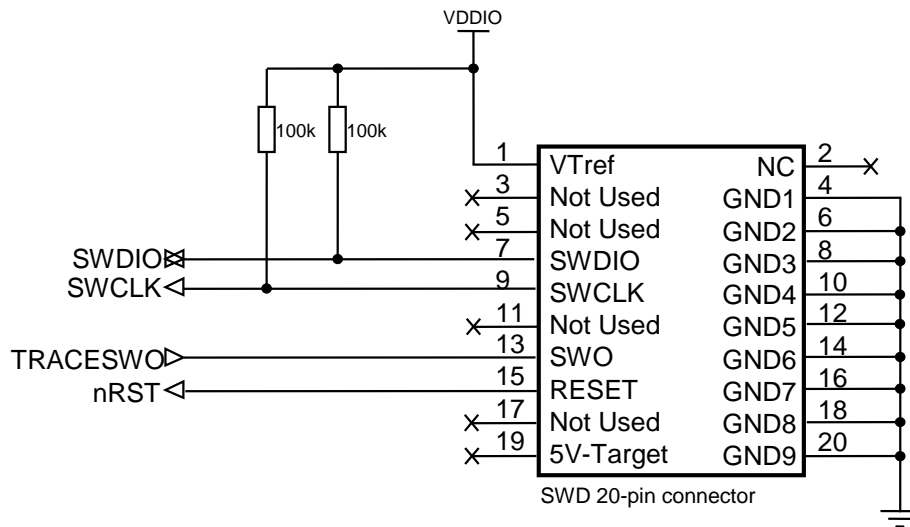 VDDIO
100k 100k
1 VTref NC 2
3 Not Used GND1 4
5 Not Used GND2 6
SWDIO 7 SWDIO GND3 8
SWCLK 9 SWCLK GND4 10
11 Not Used GND5 12
TRACESWO 13 SWO GND6 14
nRST 15 RESET GND7 16
17 Not Used GND8 18
19 5V-Target GND9 20
SWD 20-pin connector